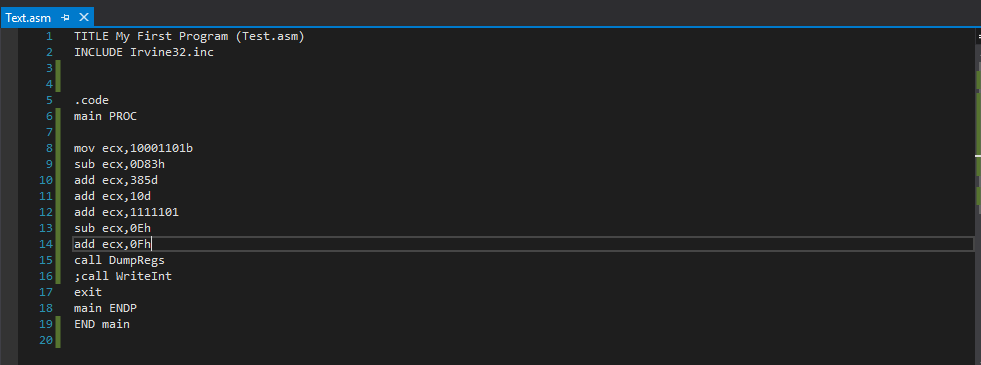 Text.asm
1 TITLE My First Program (Test.asm)
2 INCLUDE Irvine32.inc
3
4
5 .code
6 main PROC
7
8 mov ecx,10001101b
9 sub ecx,0D83h
10 add ecx,385d
11 add ecx,10d
12 add ecx,1111101
13 sub ecx,0Eh
14 add ecx,0Fh
15 call DumpRegs
16 ;call WriteInt
17 exit
18 main ENDP
19 END main
20